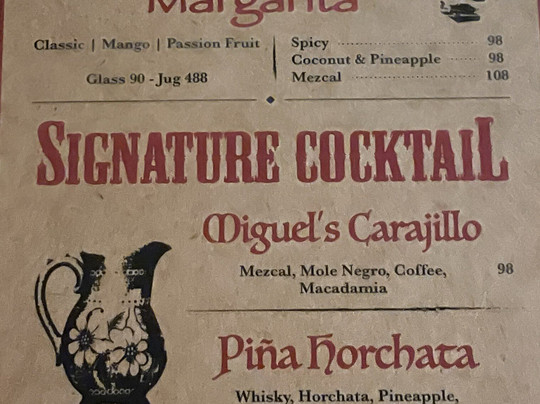 Margarita
Classic | Mango | Passion Fruit
Glass 90 - Jug 488
Spicy 98
Coconut & Pineapple 98
Mezcal 108
SIGNATURE COCKTAIL
Miguel's Carajillo
Mezcal, Mole Negro, Coffee, 98
Macadamia
Piña Horchata
Whisky, Horchata, Pineapple,